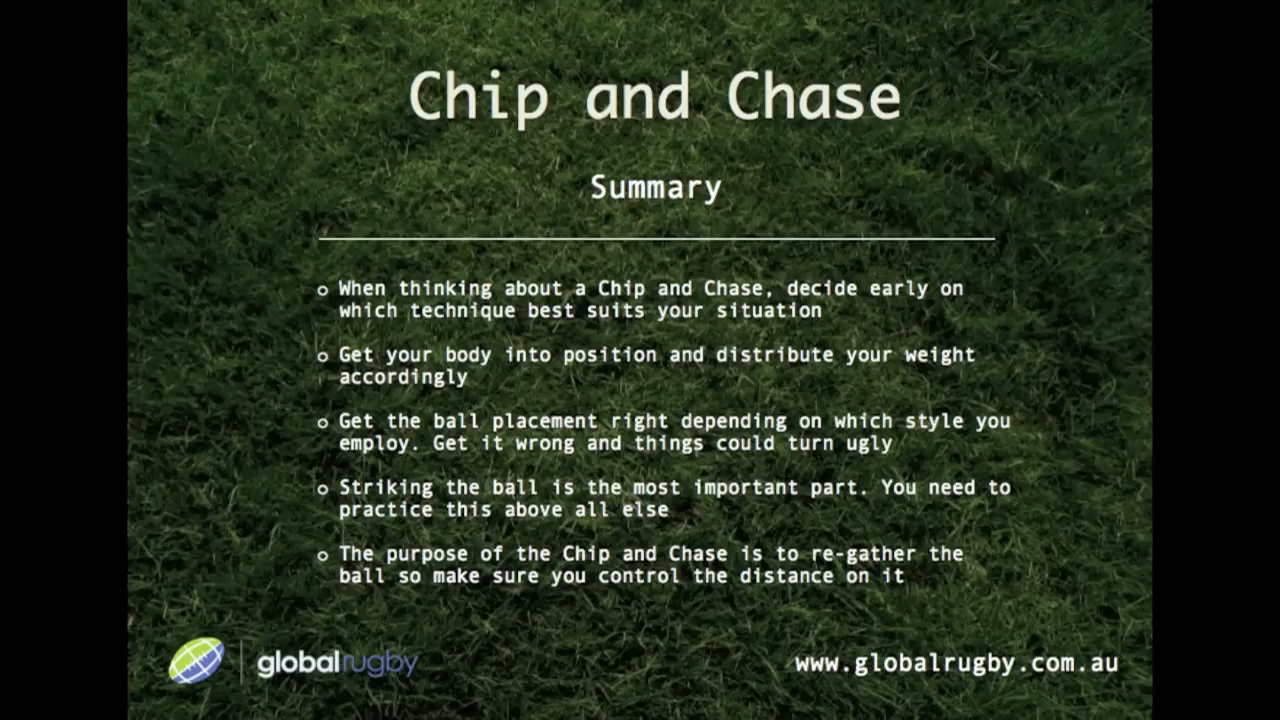 Chip and Chase
Summary
When thinking about a Chip and Chase, decide early on
which technique best suits your situation
Get your body into position and distribute your weight
accordingly
Get the ball placement right depending on which style you
employ. Get it wrong and things could turn ugly
Striking the ball is the most important part. You need to
practice this above all else
The purpose of the Chip and Chase is to re-gather the
ball so make sure you control the distance on it
globalrugby
www.globalrugby.com.au